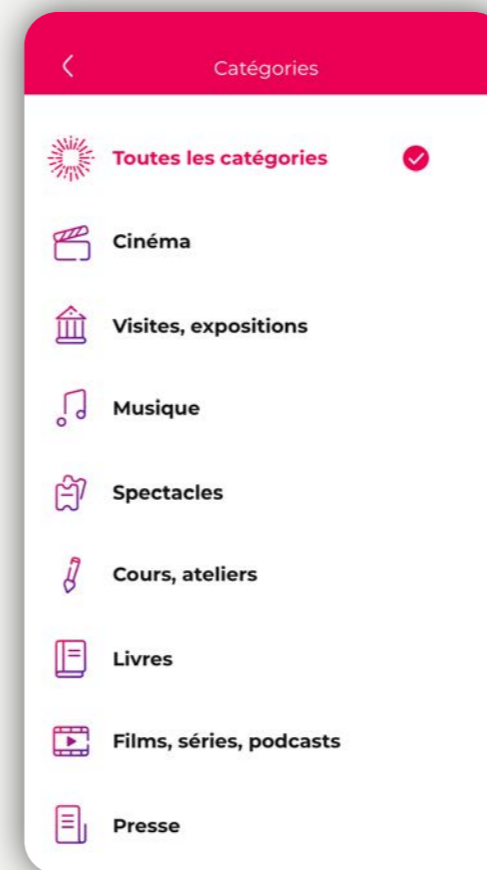 Catégories
Toutes les catégories
Cinéma
Visites, expositions
Musique
Spectacles
Cours, ateliers
Livres
Films, séries, podcasts
Presse